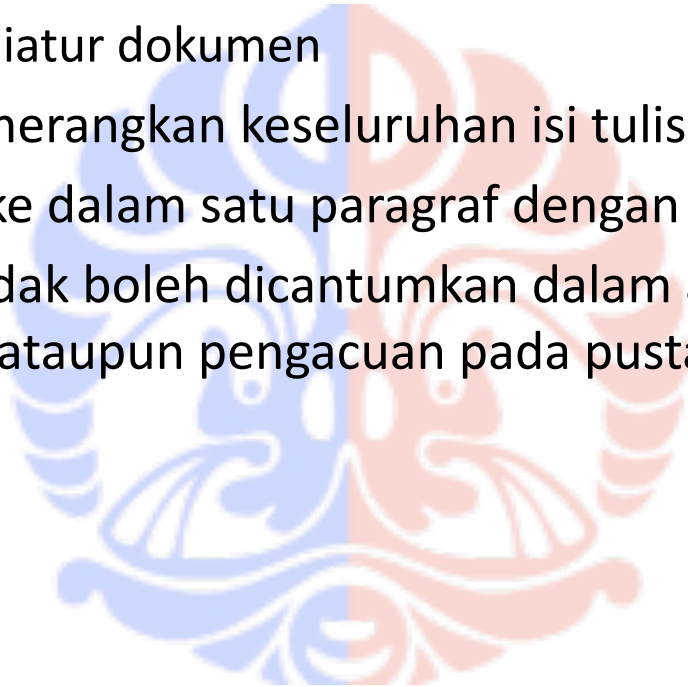 iatur dokumen
nerangkan keseluruhan isi tulis
ke dalam satu paragraf dengan
dak boleh dicantumkan dalam
ataupun pengacuan pada pusta